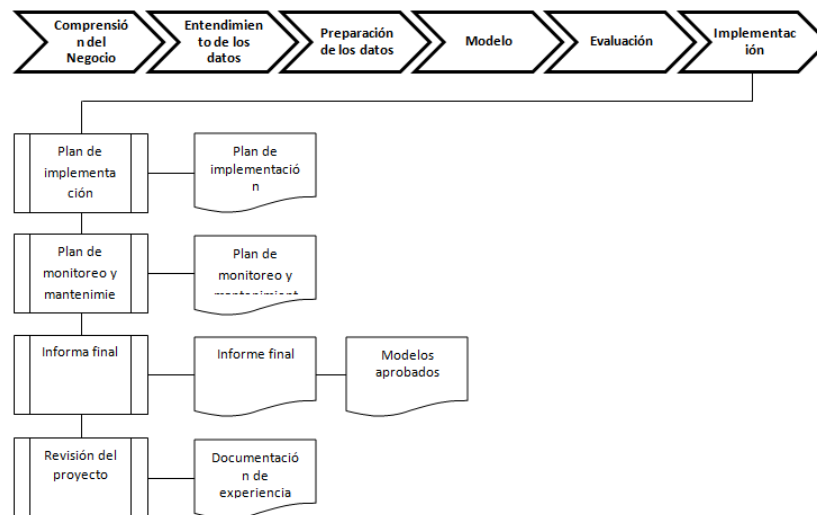 Comprensió
n del
Negocio
Entendimien
to de los
datos
Preparación
de los datos
Modelo
Evaluación
Implementac
ión
Plan de
implementa
ción
Plan de
implementació
n
Plan de
monitoreo y
mantenimie
Plan de
monitoreo y
mantenimient
Informa final
Informe final
Modelos
aprobados
Revisión del
proyecto
Documentació
n de
experiencia